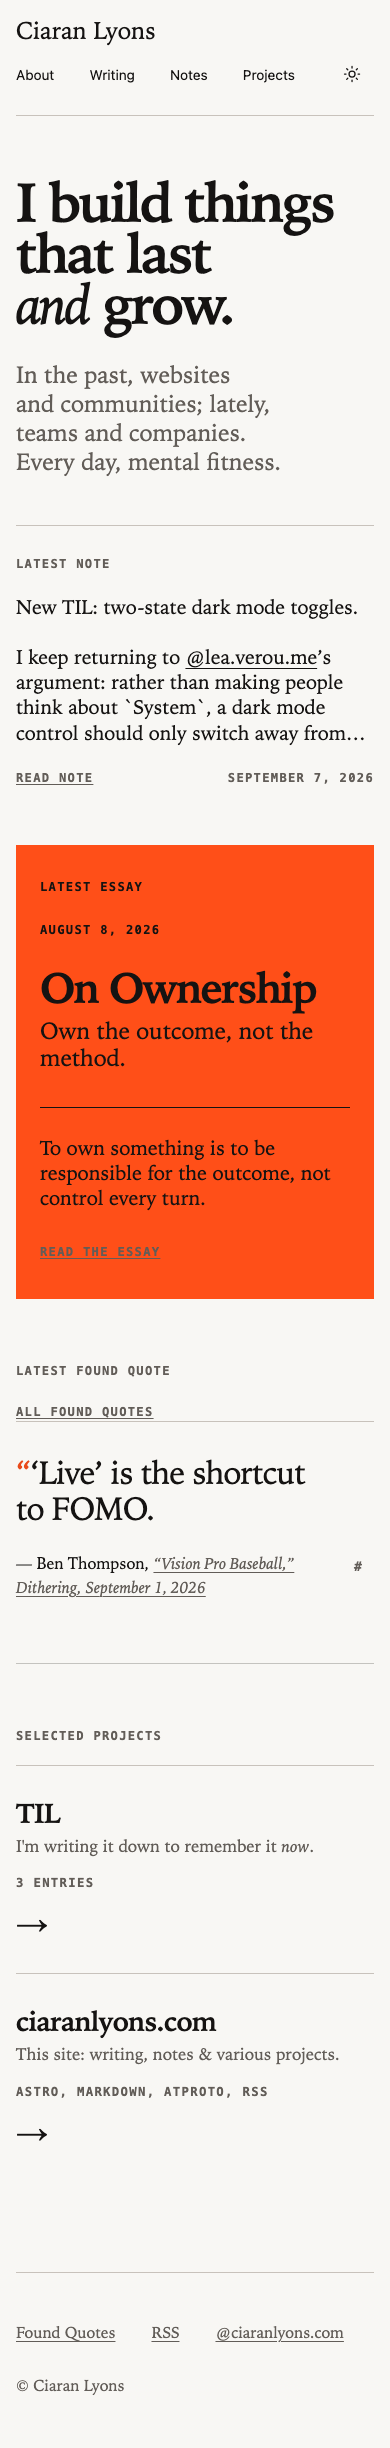 Ciaran Lyons
About Writing Notes Projects
I build things
that last
and grow.
In the past, websites
and communities; lately,
teams and companies.
Every day, mental fitness.
LATEST NOTE
New TIL: two-state dark mode toggles.
I keep returning to @lea.verou.me’s
argument: rather than making people
think about `System`, a dark mode
control should only switch away from…
READ NOTE SEPTEMBER 7, 2026
LATEST ESSAY
AUGUST 8, 2026
On Ownership
Own the outcome, not the
method.
To own something is to be
responsible for the outcome, not
control every turn.
READ THE ESSAY
LATEST FOUND QUOTE
ALL FOUND QUOTES
“‘Live’ is the shortcut
to FOMO.
— Ben Thompson, “Vision Pro Baseball,” #
Dithering, September 1, 2026
SELECTED PROJECTS
TIL
I'm writing it down to remember it now.
3 ENTRIES
→
ciaranlyons.com
This site: writing, notes & various projects.
ASTRO, MARKDOWN, ATPROTO, RSS
→
Found Quotes RSS @ciaranlyons.com
© Ciaran Lyons